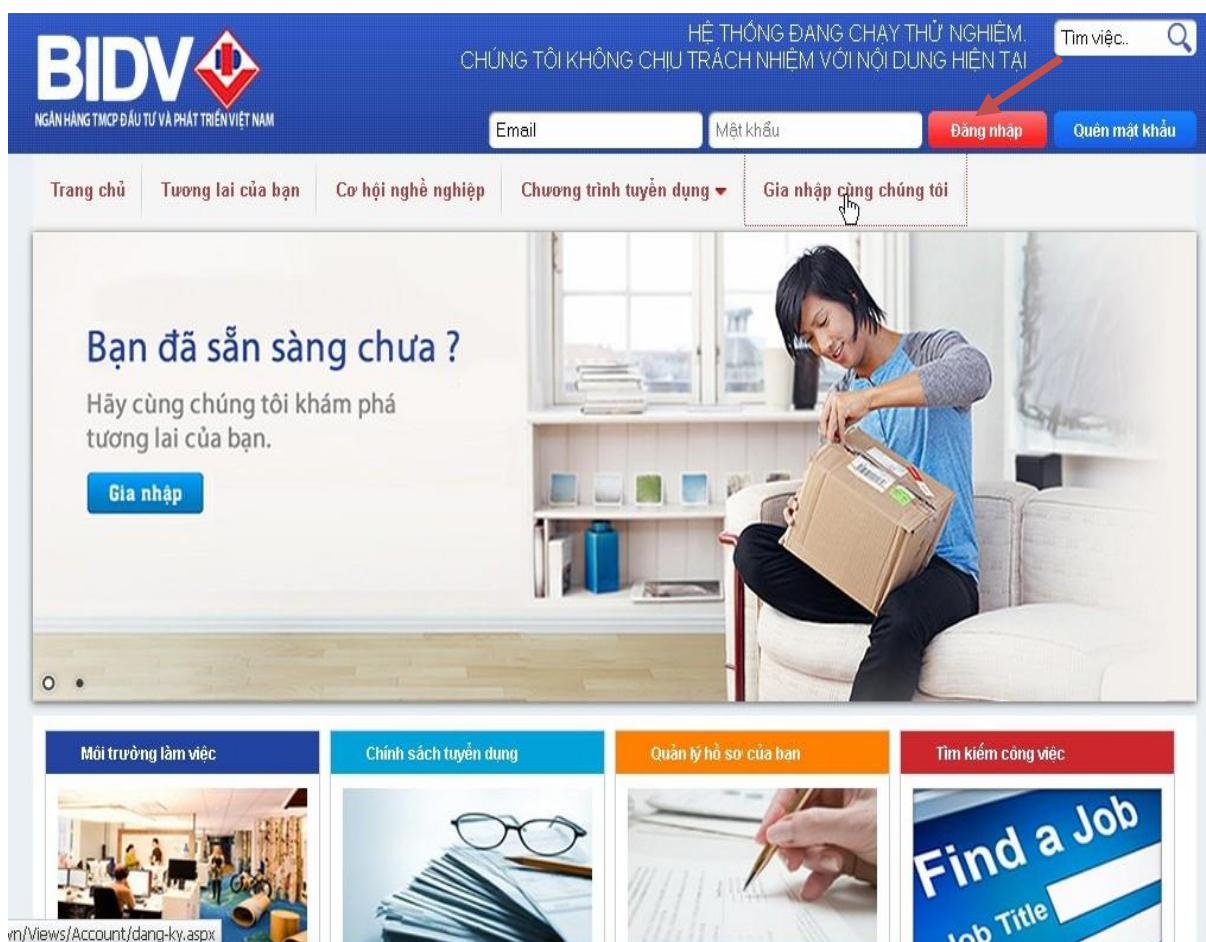 HỆ THỐNG ĐANG CHẠY THỬ NGHIỆM.
CHÚNG TÔI KHÔNG CHỊU TRÁCH NHIỆM VỚI NỘI DUNG HIỆN TẠI
Tìm việc..
BIDV
NGÂN HÀNG TMCP ĐẦU TƯ VÀ PHÁT TRIỂN VIỆT NAM
Email
Mật khẩu
Đăng nhập
Quên mật khẩu
Trang chủ
Tương lai của bạn
Cơ hội nghề nghiệp
Chương trình tuyển dụng
Gia nhập cùng chúng tôi
Bạn đã sẵn sàng chưa ?
Hãy cùng chúng tôi khám phá
tương lai của bạn.
Gia nhập
Môi trường làm việc
Chính sách tuyển dụng
Quản lý hồ sơ của bạn
Tìm kiếm công việc
Find a Job
Job Title
vn/Views/Account/dang-ky.aspx